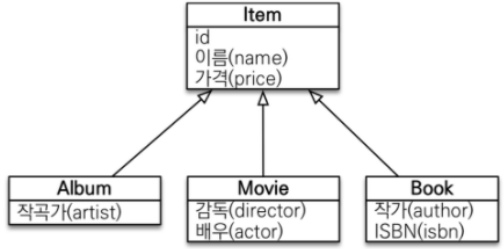 Item
id
이름(name)
가격(price)
Album
작곡가(artist)
Movie
감독(director)
배우(actor)
Book
작가(author)
ISBN(isbn)